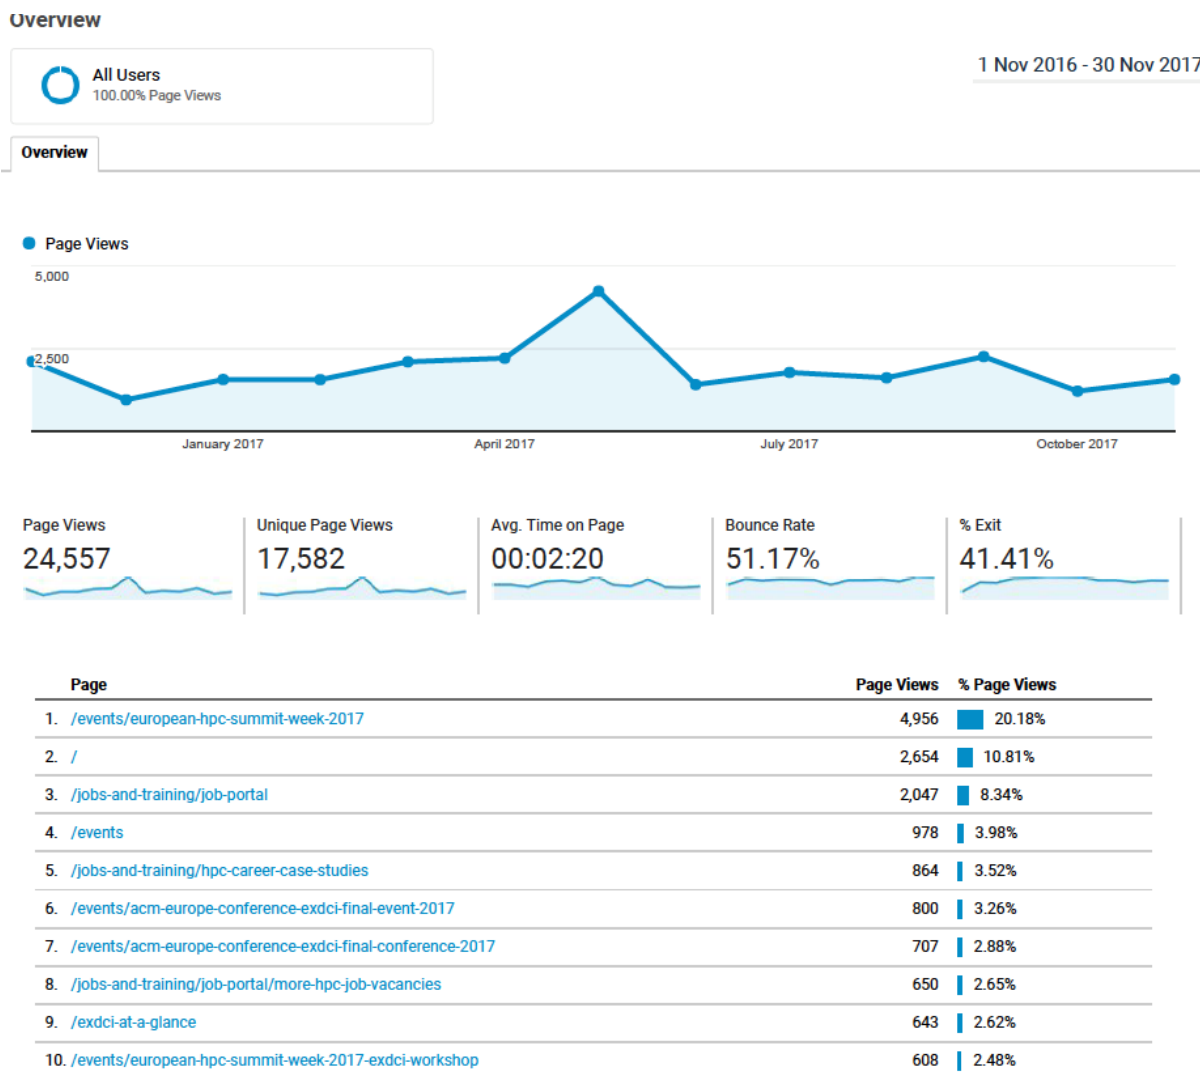 Overview
All Users
100.00% Page Views
1 Nov 2016 - 30 Nov 2017
Overview
Page Views
5,000
2,500
January 2017 April 2017 July 2017 October 2017
Page Views Unique Page Views Avg. Time on Page Bounce Rate % Exit
24,557 17,582 00:02:20 51.17% 41.41%
Page Page Views % Page Views
1. /events/european-hpc-summit-week-2017 4,956 20.18%
2. / 2,654 10.81%
3. /jobs-and-training/job-portal 2,047 8.34%
4. /events 978 3.98%
5. /jobs-and-training/hpc-career-case-studies 864 3.52%
6. /events/acm-europe-conference-exdci-final-event-2017 800 3.26%
7. /events/acm-europe-conference-exdci-final-conference-2017 707 2.88%
8. /jobs-and-training/job-portal/more-hpc-job-vacancies 650 2.65%
9. /exdci-at-a-glance 643 2.62%
10. /events/european-hpc-summit-week-2017-exdci-workshop 608 2.48%